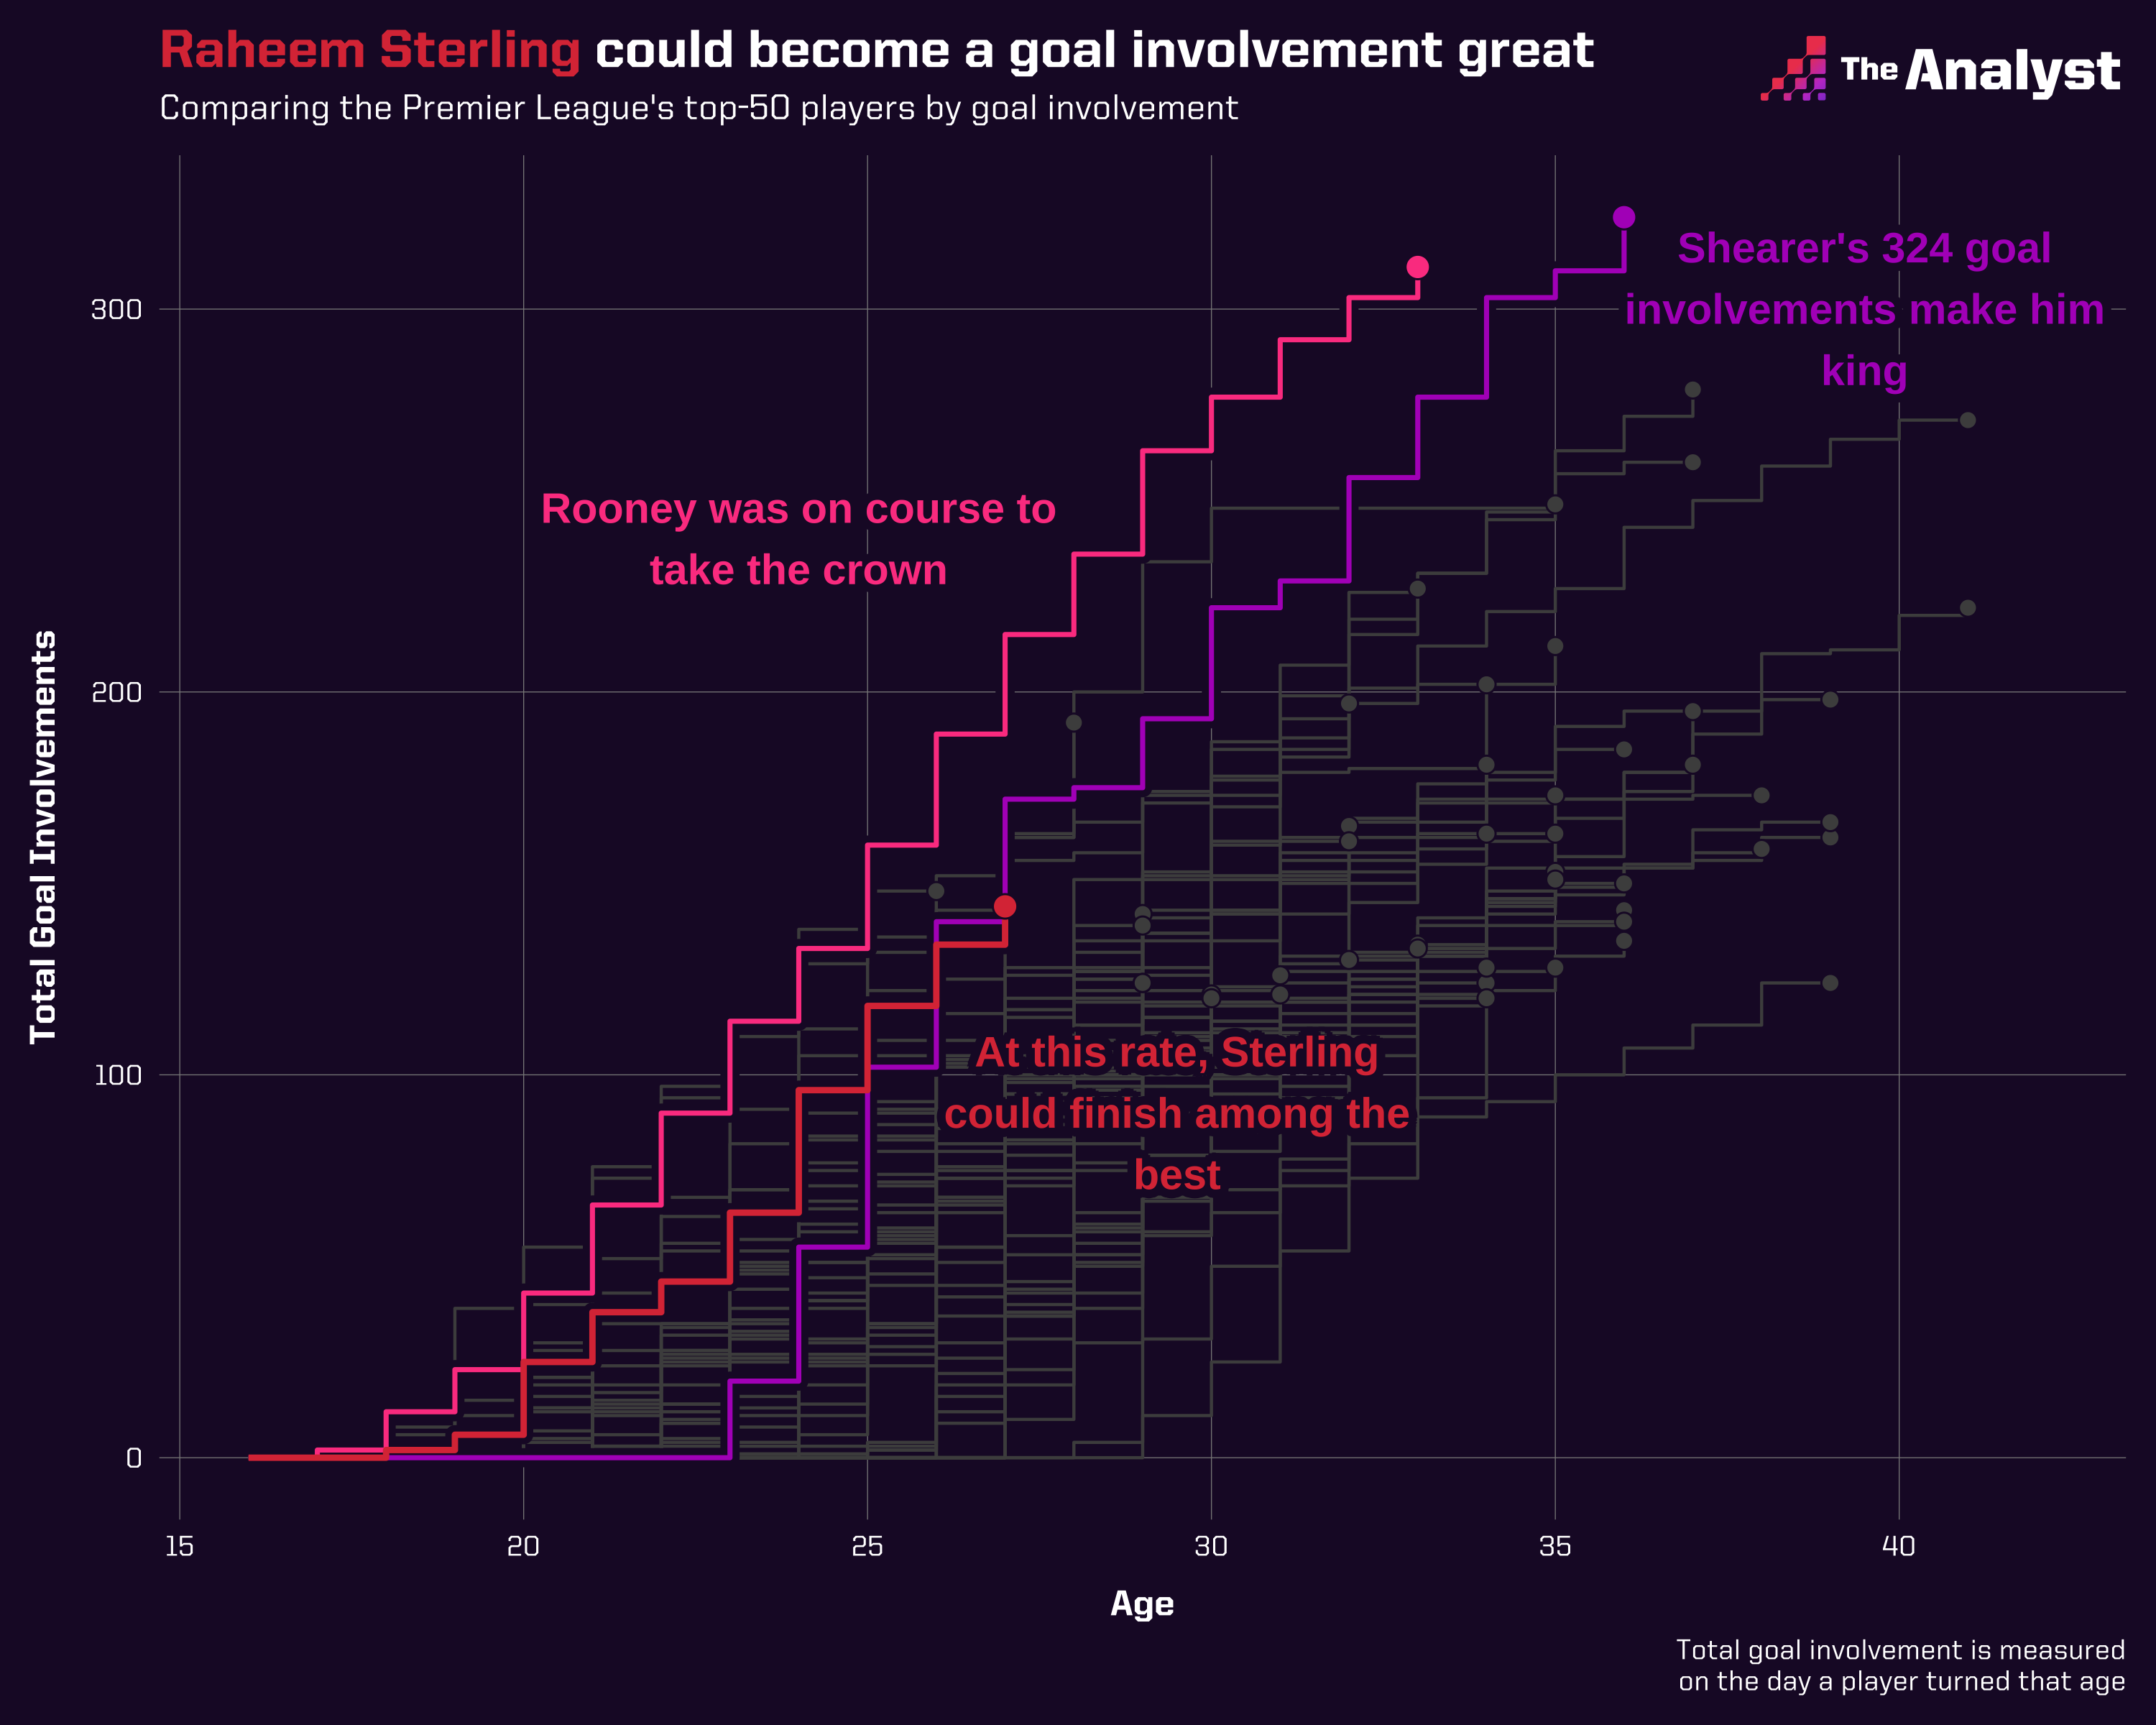 Raheem Sterling could become a goal involvement great
Comparing the Premier League's top-50 players by goal involvement
The Analyst
Shearer's 324 goal
involvements make him
king
Rooney was on course to
take the crown
At this rate, Sterling
could finish among the
best
Total Goal Involvements
300
200
100
0
15 20 25 30 35 40
Age
Total goal involvement is measured
on the day a player turned that age